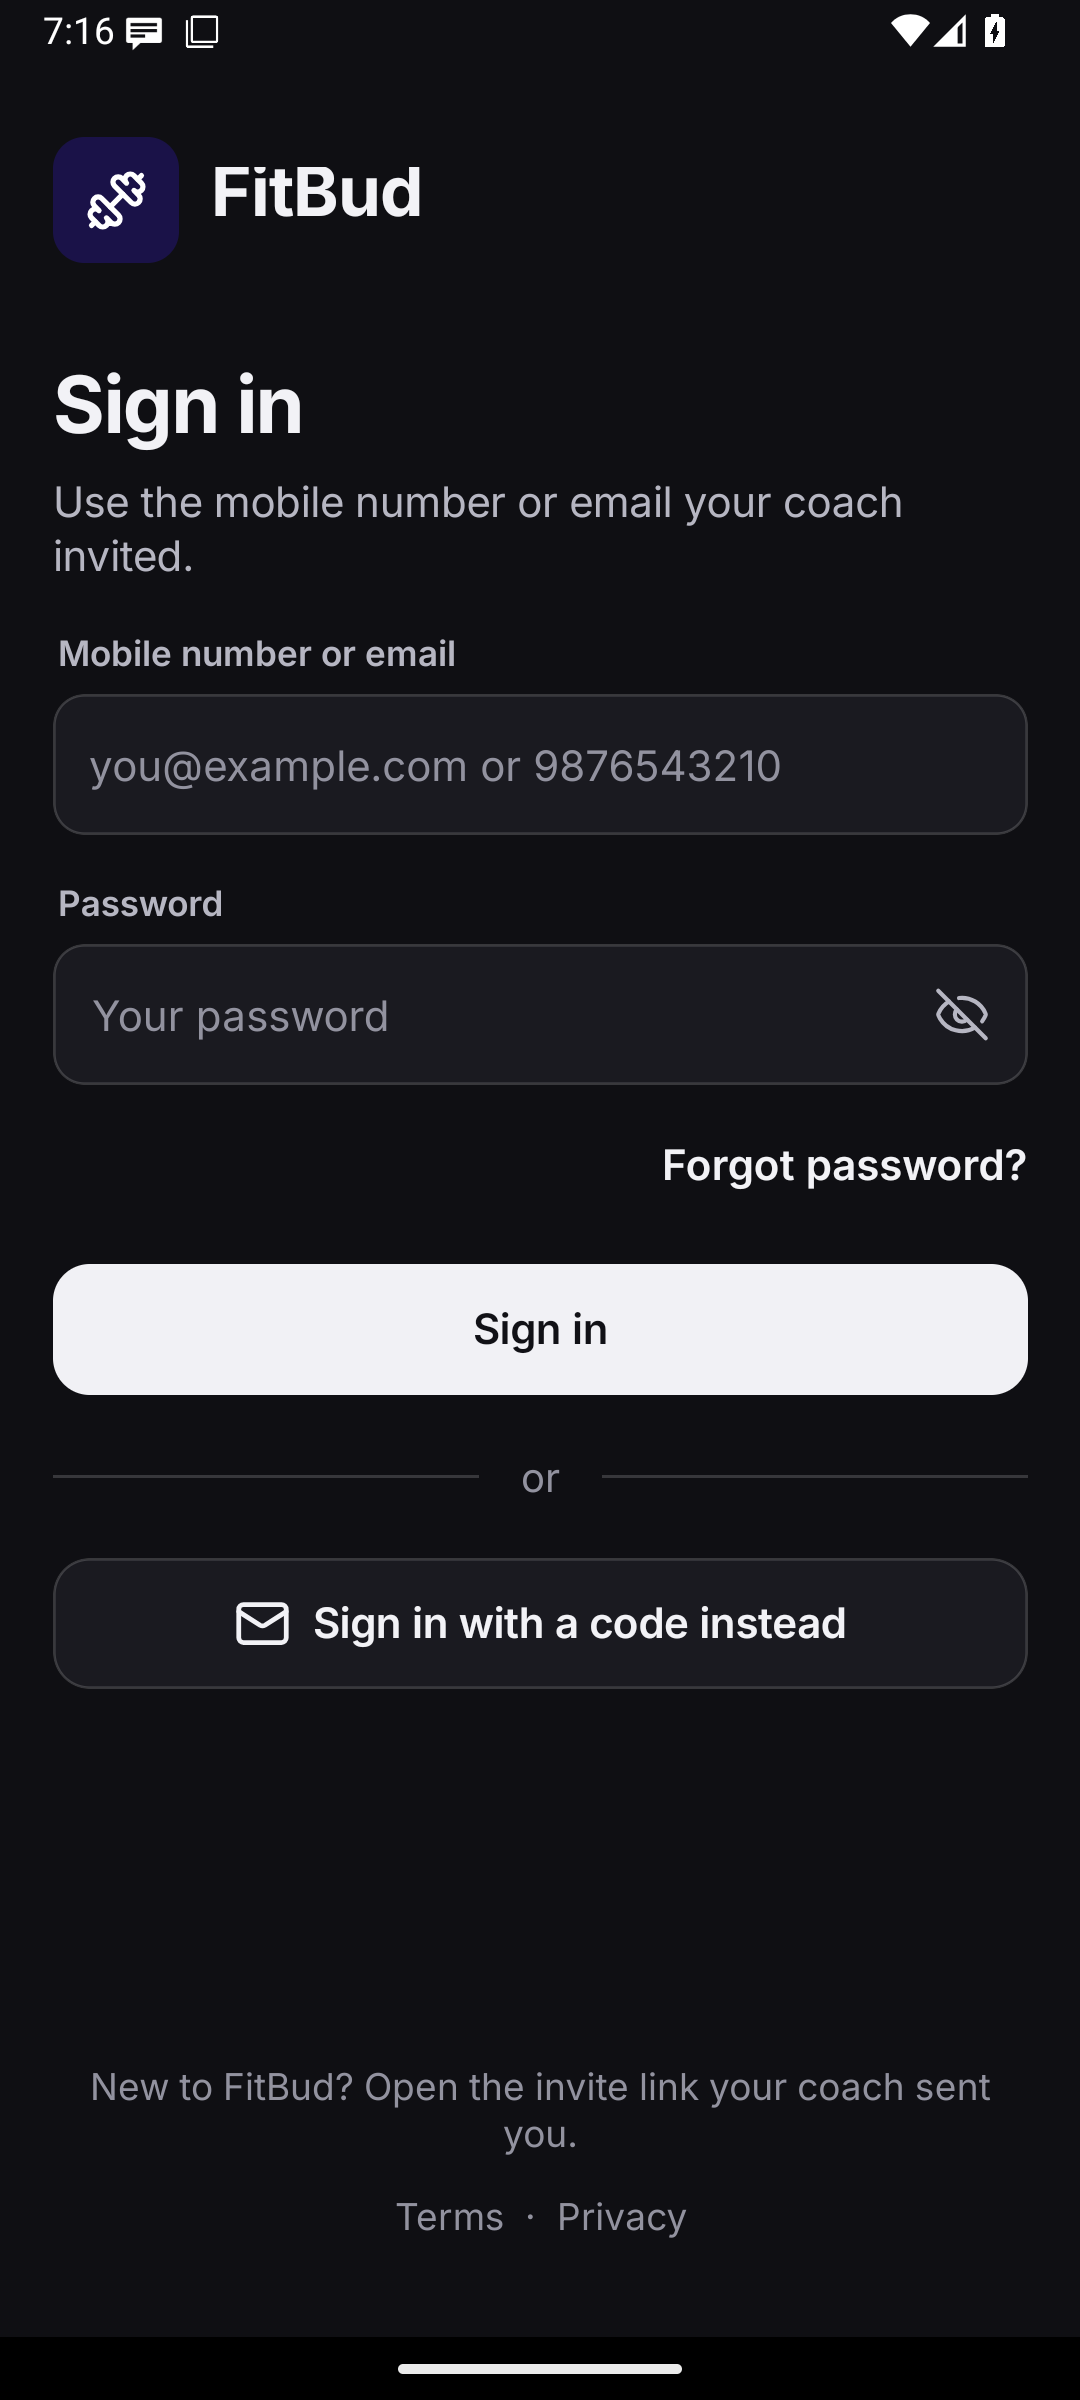 7:16
FitBud
Sign in
Use the mobile number or email your coach
invited.
Mobile number or email
you@example.com or 9876543210
Password
Your password
Forgot password?
Sign in
or
Sign in with a code instead
New to FitBud? Open the invite link your coach sent
you.
Terms · Privacy